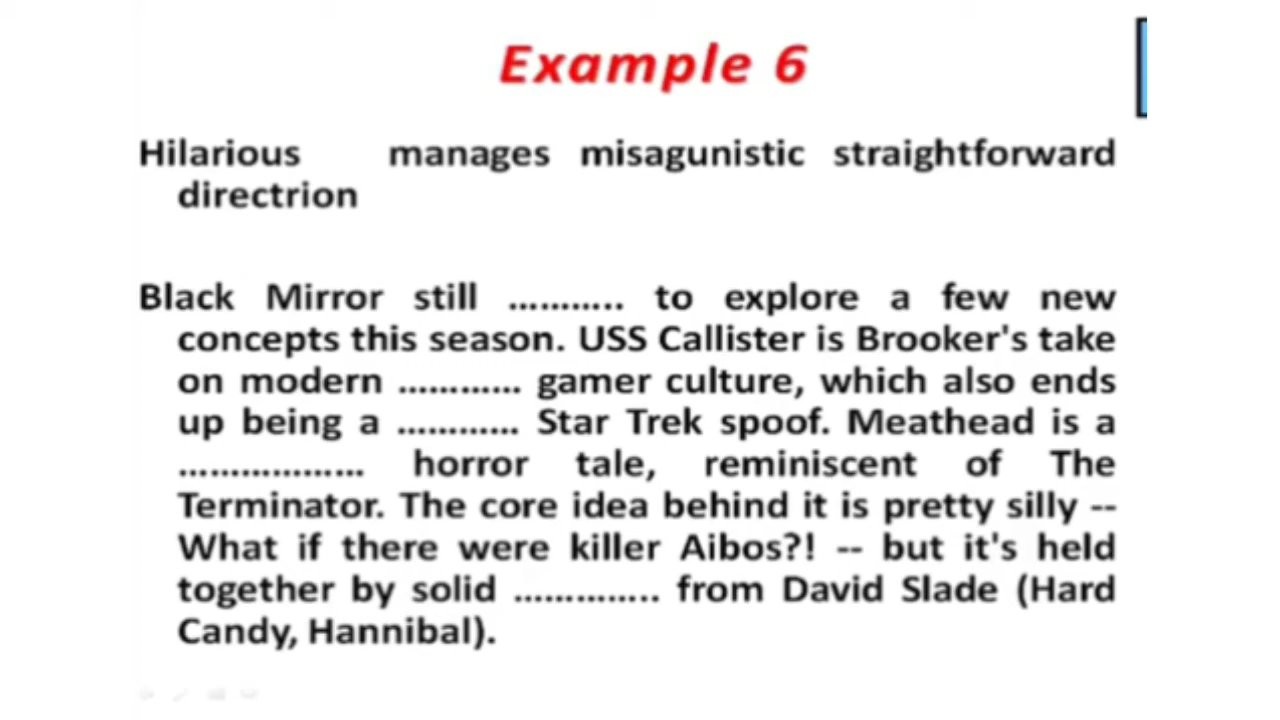 Example 6
Hilarious manages misagunistic straightforward
directrion
Black Mirror still ……….. to explore a few new
concepts this season. USS Callister is Brooker's take
on modern ………… gamer culture, which also ends
up being a ………… Star Trek spoof. Meathead is a
……………… horror tale, reminiscent of The
Terminator. The core idea behind it is pretty silly --
What if there were killer Aibos?! -- but it's held
together by solid ………….. from David Slade (Hard
Candy, Hannibal).